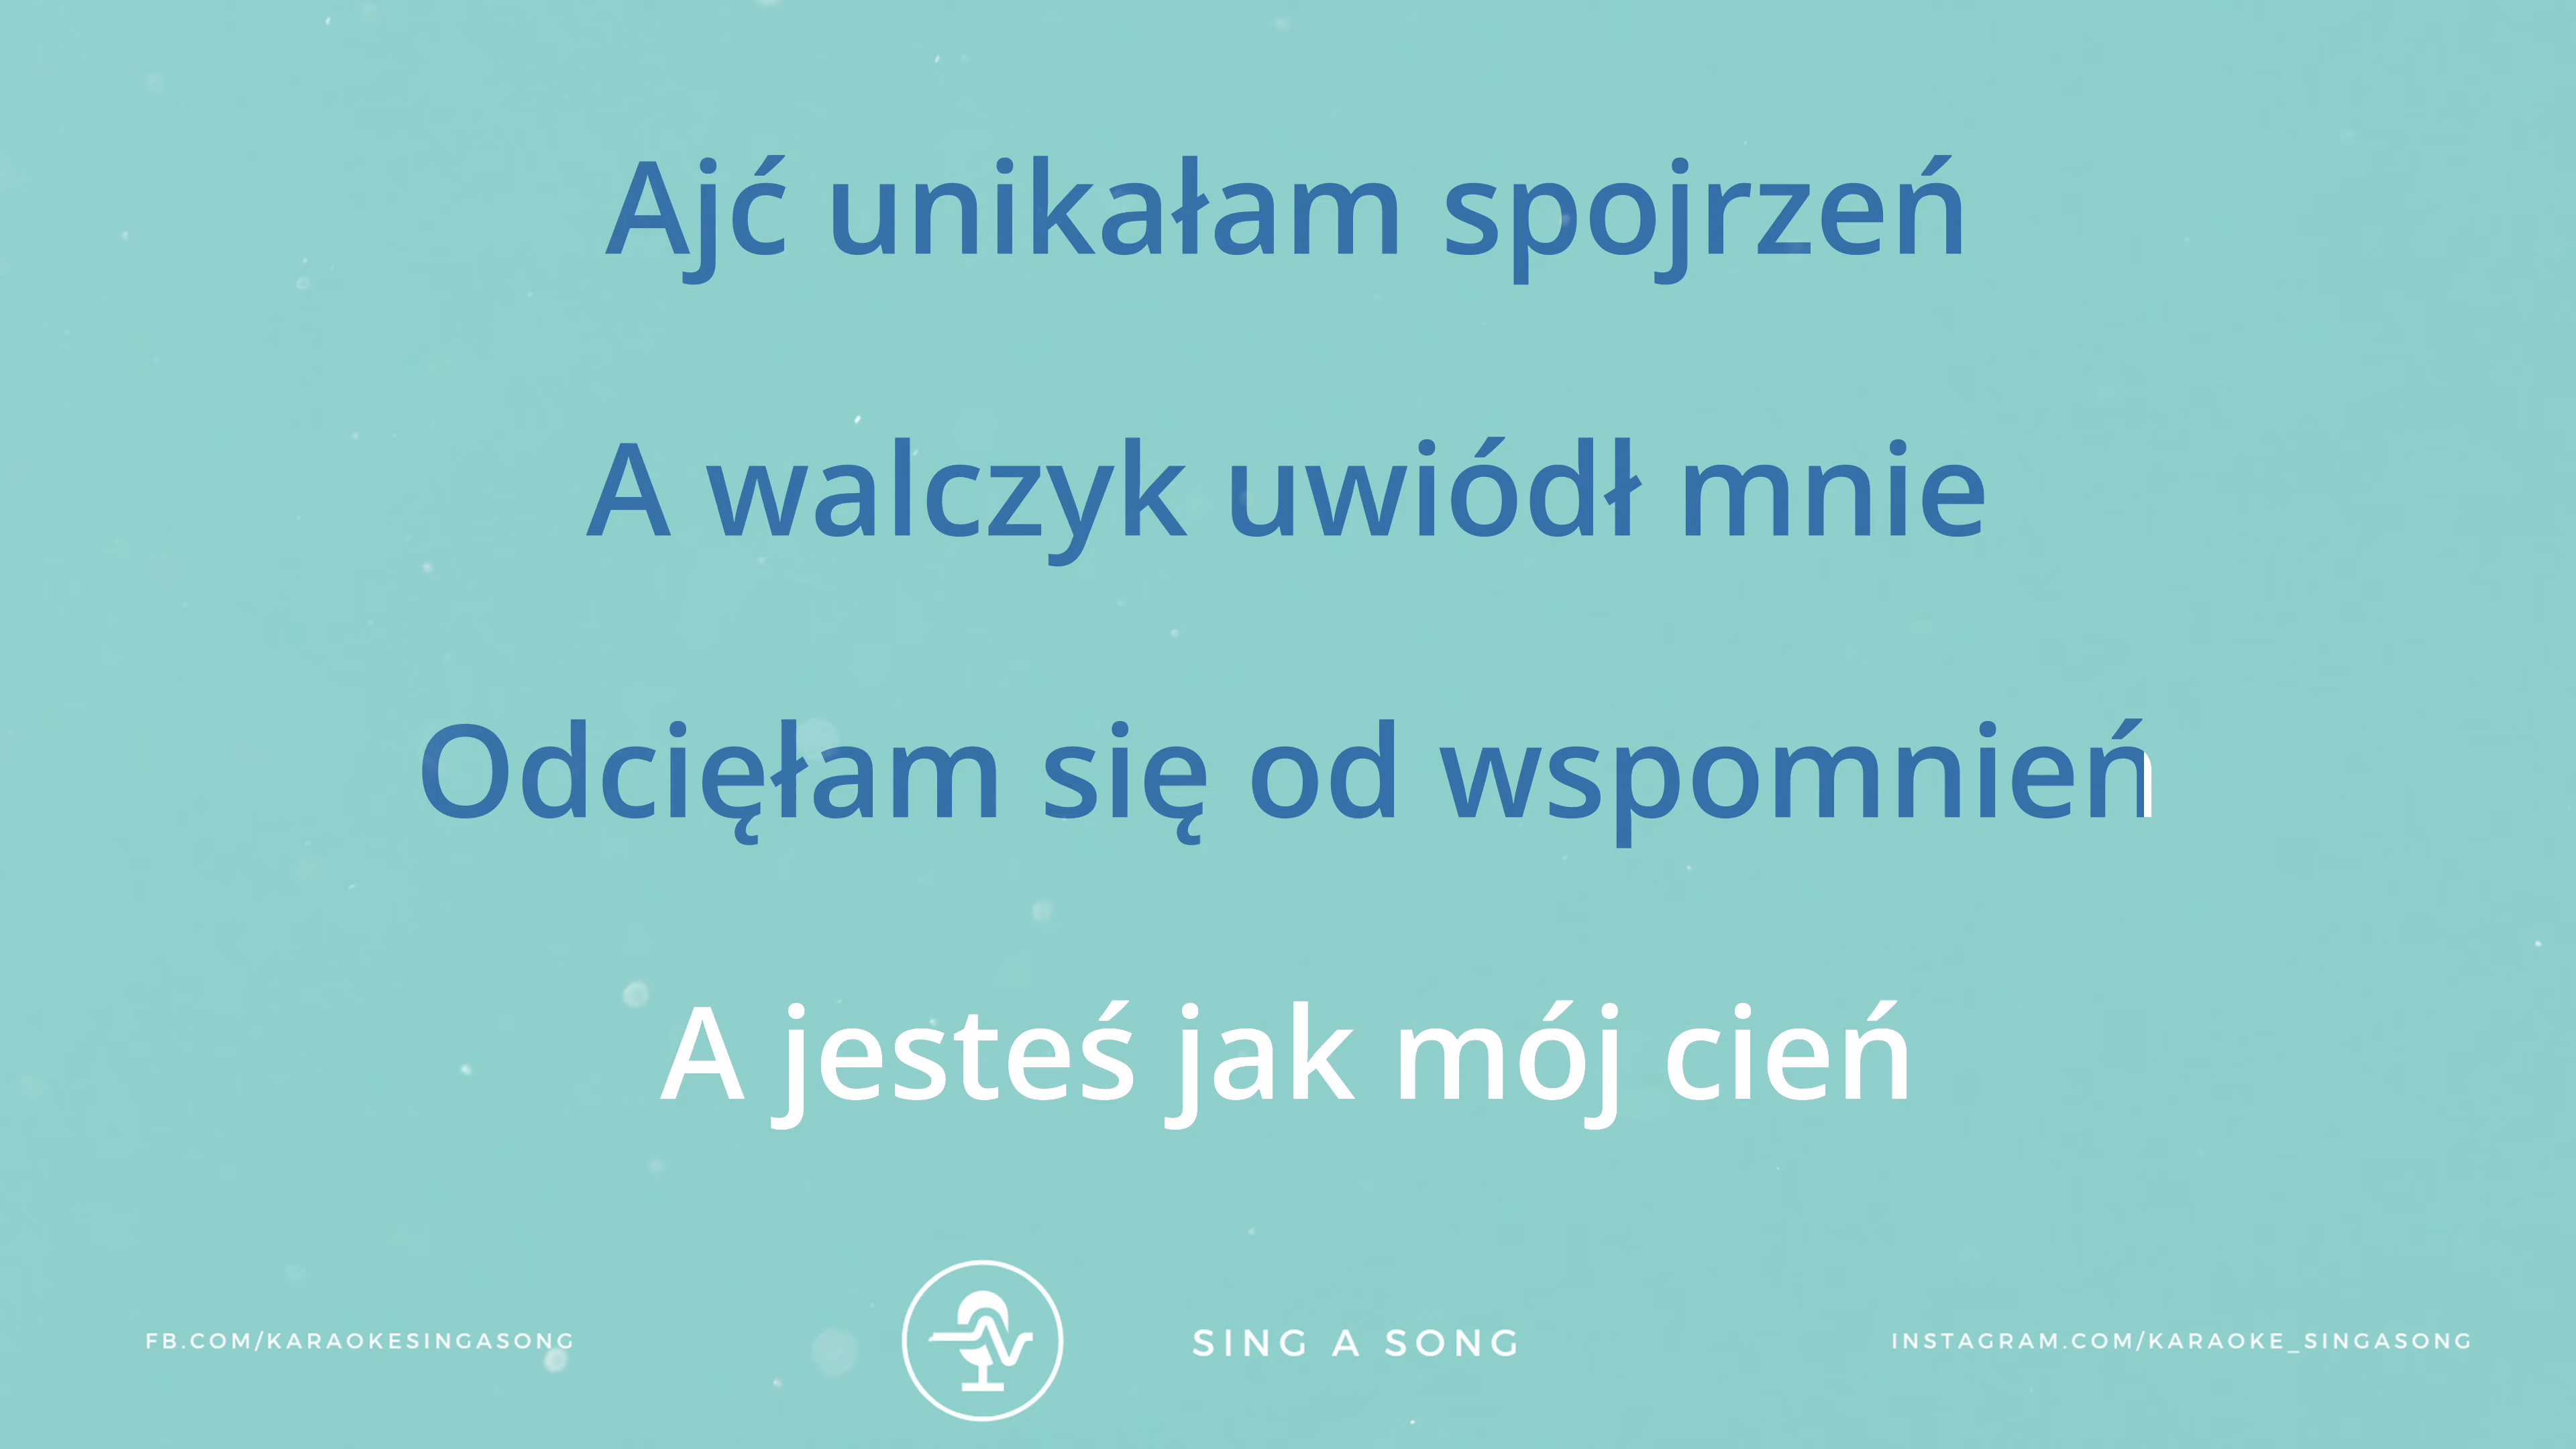 Ajć unikałam spojrzeń
A walczyk uwiódł mnie
Odcięłam się od wspomnień
A jesteś jak mój cień
FB.COM/KARAOKESINGASONG
SING A SONG
INSTAGRAM.COM/KARAOKE_SINGASONG